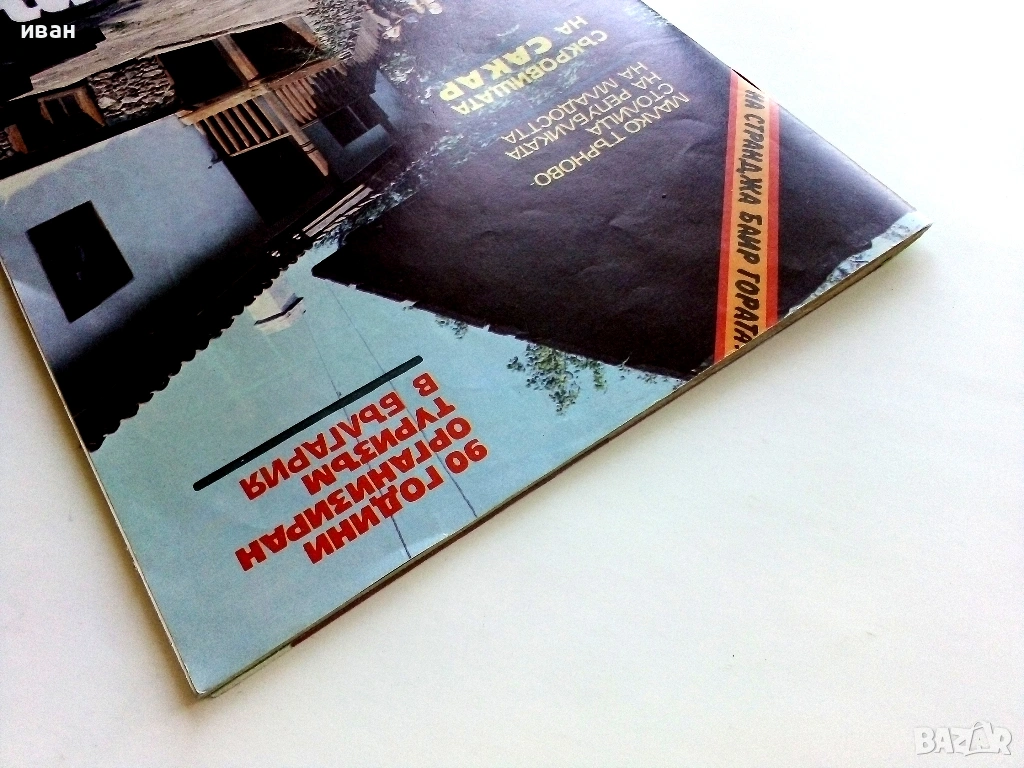 иван
НА СТРАНДЖА БАИР ГОРАТА...
МАЛКО ТЪРНОВО-
СТОЛИЦА
НА РЕПУБЛИКАТА
НА МЛАДОСТТА
СЪКРОВИЩАТА
НА САКАР
90 ГОДИНИ
ОРГАНИЗИРАН
ТУРИЗЪМ
В БЪЛГАРИЯ
BAZAR